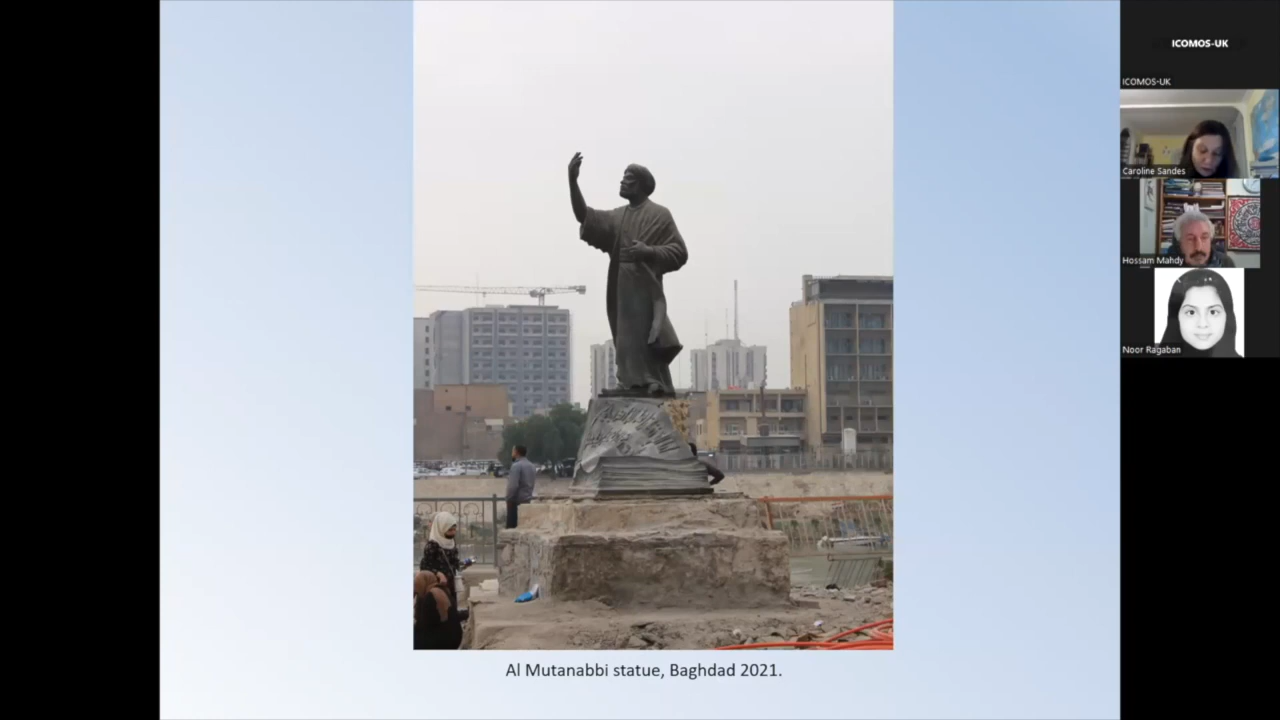 Al Mutanabbi statue, Baghdad 2021.
ICOMOS-UK
ICOMOS-UK
Caroline Sandes
Hossam Mahdy
Noor Ragaban